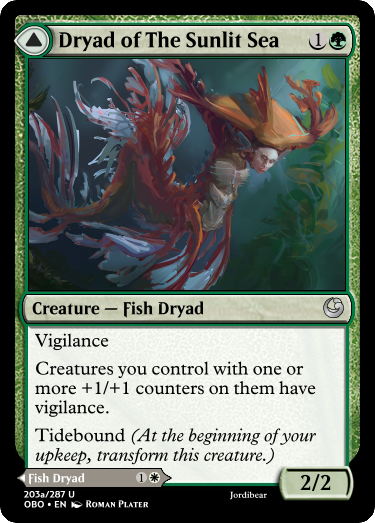 Dryad of The Sunlit Sea 1
Creature — Fish Dryad
Vigilance
Creatures you control with one or
more +1/+1 counters on them have
vigilance.
Tidebound (At the beginning of your
upkeep, transform this creature.)
Fish Dryad 1
2/2
203a/287 U
OBO • EN Roman Plater
Jordibear